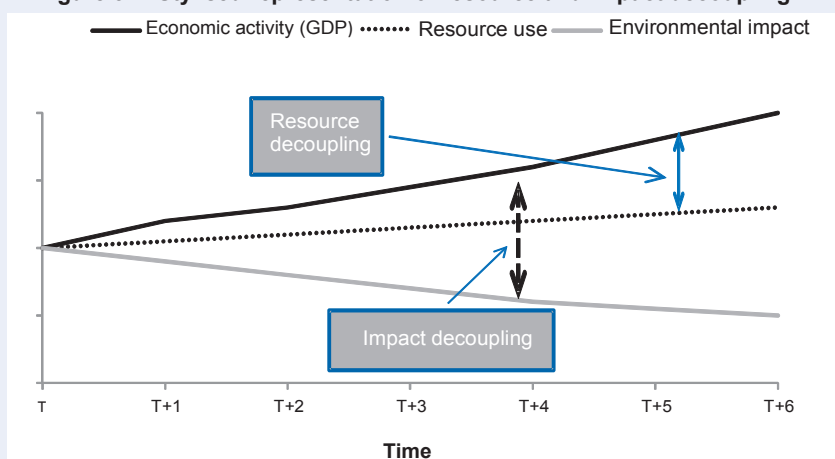 Economic activity (GDP) Resource use Environmental impact
Resource
decoupling
Impact decoupling
T T+1 T+2 T+3 T+4 T+5 T+6
Time